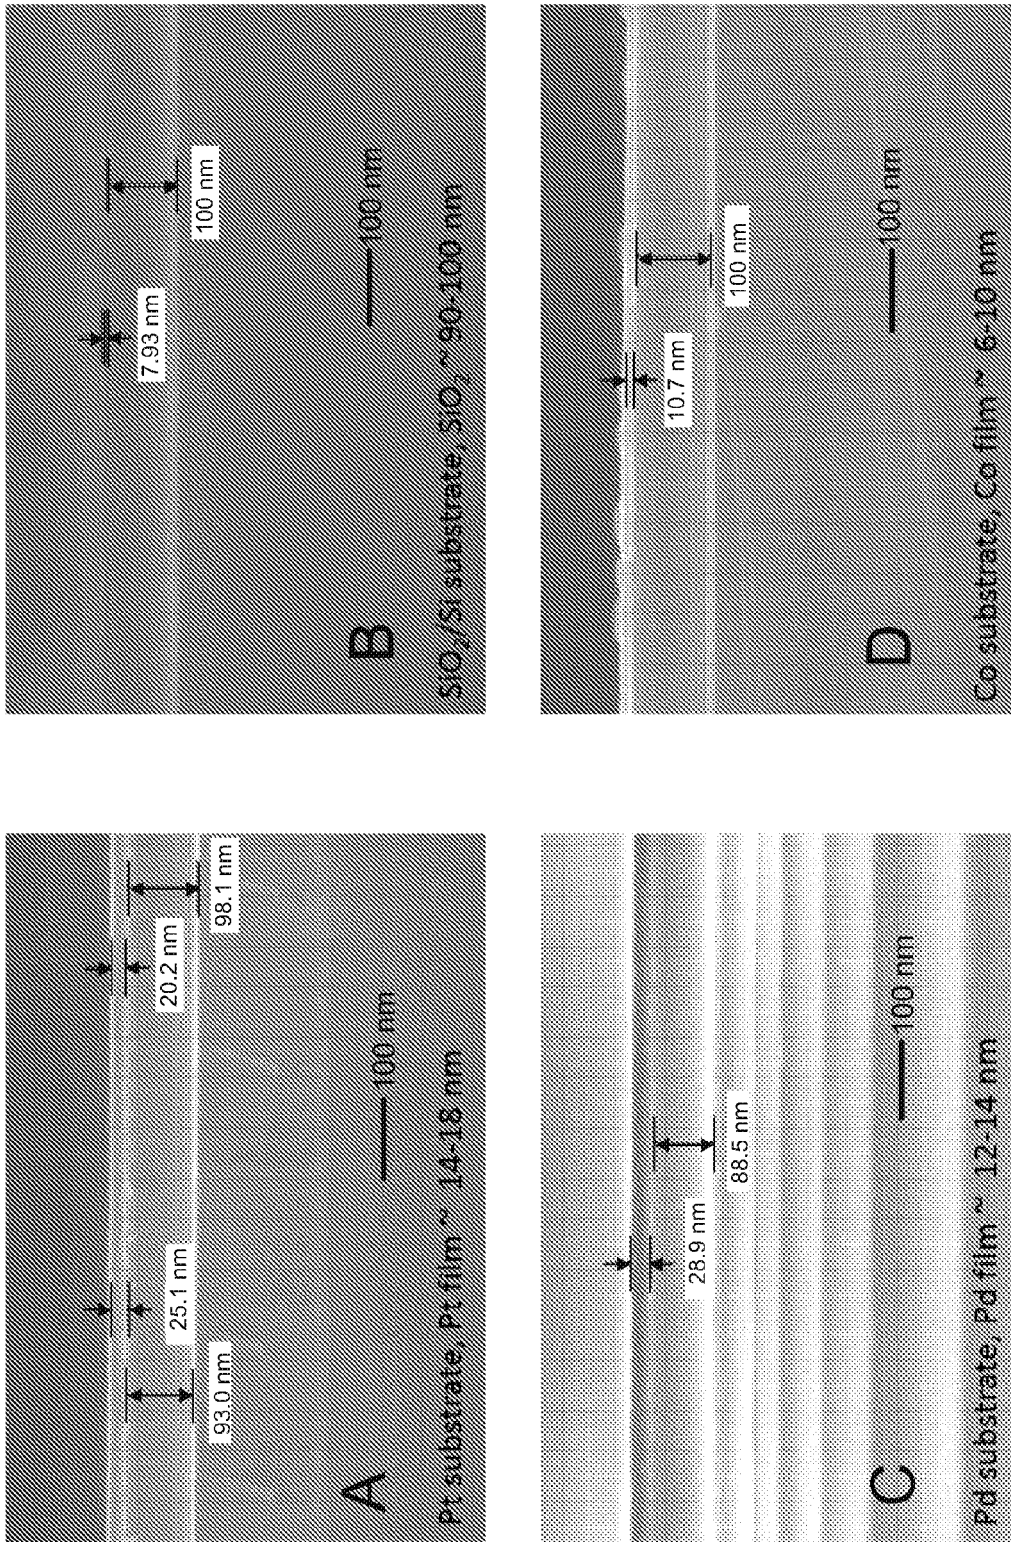 A
93.0 nm
25.1 nm
20.2 nm
98.1 nm
100 nm
Pt substrate, Pt film ~ 14-18 nm
B
7.93 nm
100 nm
100 nm
SiO₂/Si substrate, SiO₂ ~90-100 nm
C
28.9 nm
88.5 nm
100 nm
Pd substrate, Pd film ~ 12-14 nm
D
10.7 nm
100 nm
100 nm
Co substrate, Co film ~ 6-10 nm